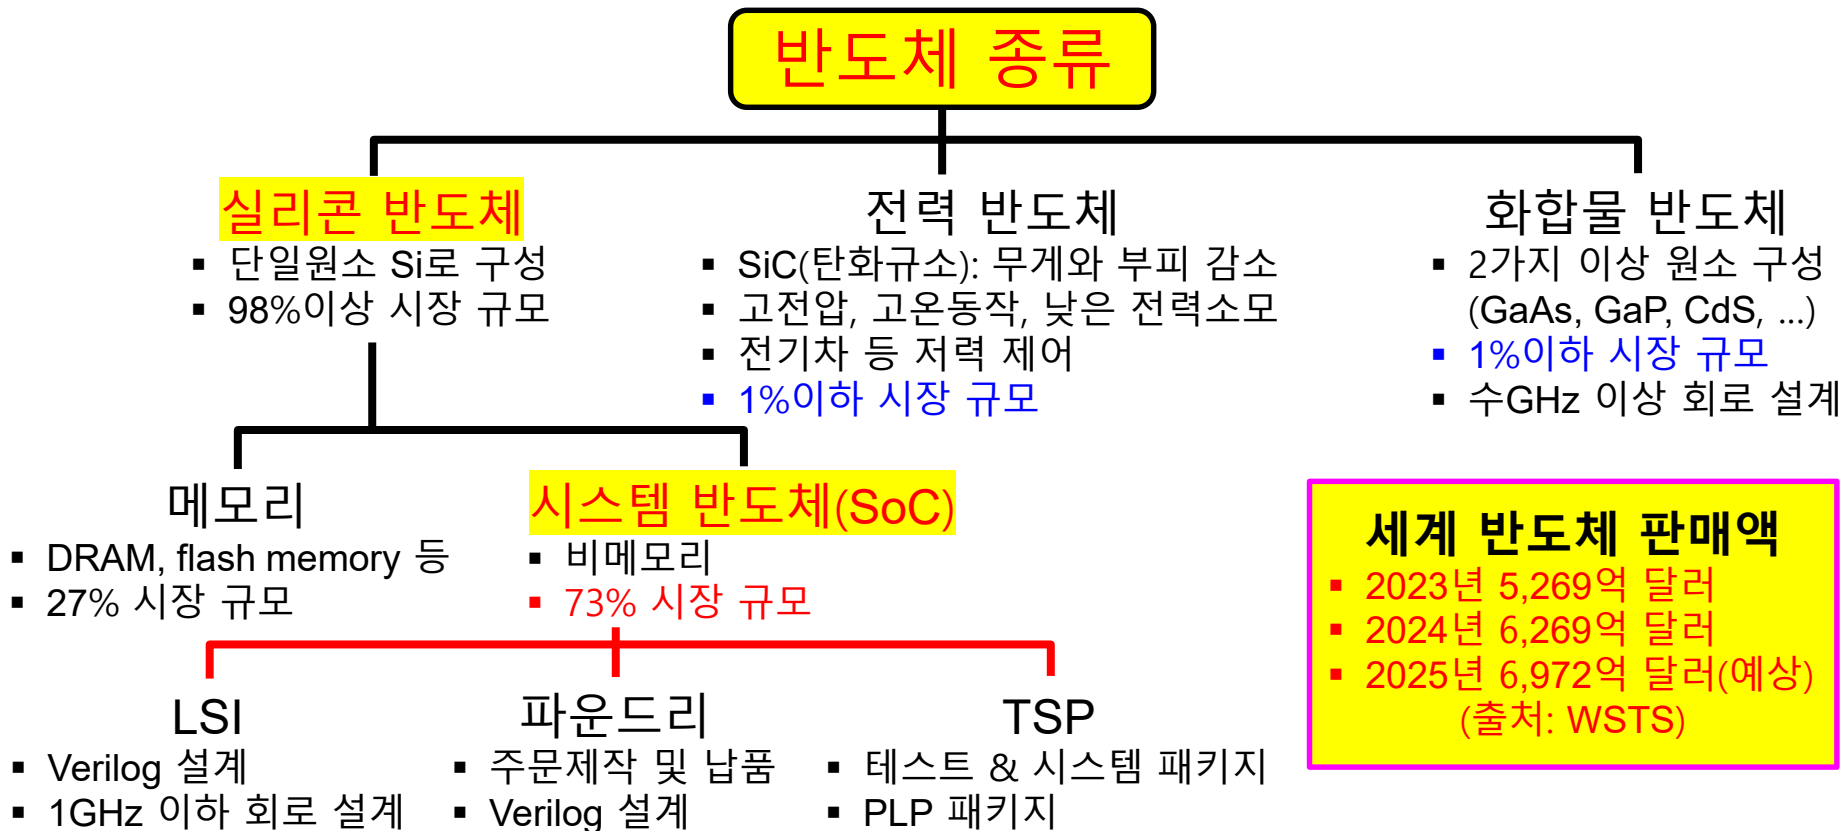 반도체 종류
실리콘 반도체
▪ 단일원소 Si로 구성
▪ 98%이상 시장 규모
전력 반도체
▪ SiC(탄화규소): 무게와 부피 감소
▪ 고전압, 고온동작, 낮은 전력소모
▪ 전기차 등 저력 제어
▪ 1%이하 시장 규모
화합물 반도체
▪ 2가지 이상 원소 구성
(GaAs, GaP, CdS, ...)
▪ 1%이하 시장 규모
▪ 수GHz 이상 회로 설계
메모리
▪ DRAM, flash memory 등
▪ 27% 시장 규모
시스템 반도체(SoC)
▪ 비메모리
▪ 73% 시장 규모
세계 반도체 판매액
▪ 2023년 5,269억 달러
▪ 2024년 6,269억 달러
▪ 2025년 6,972억 달러(예상)
(출처: WSTS)
LSI
▪ Verilog 설계
▪ 1GHz 이하 회로 설계
파운드리
▪ 주문제작 및 납품
▪ Verilog 설계
TSP
▪ 테스트 & 시스템 패키지
▪ PLP 패키지